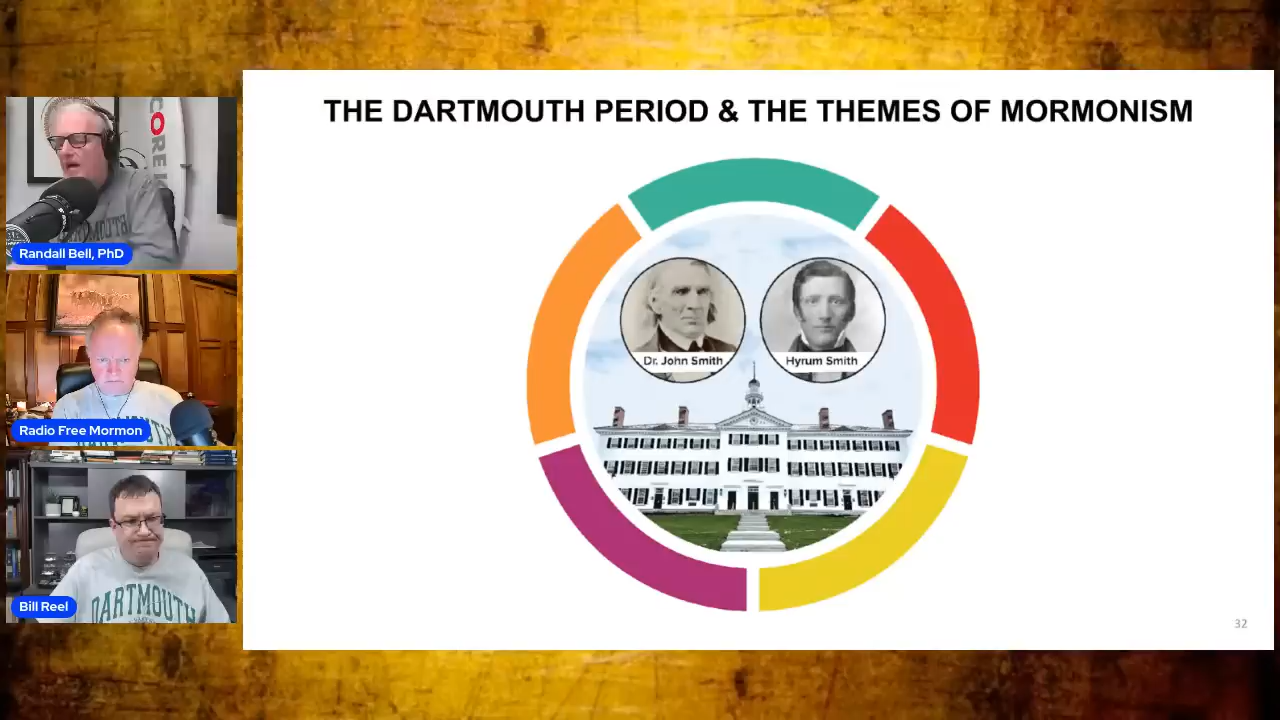 THE DARTMOUTH PERIOD & THE THEMES OF MORMONISM
CORE
Randall Bell, PhD
Dr. John Smith
Hyrum Smith
Radio Free Mormon
DARTMOUTH
Bill Reel
32